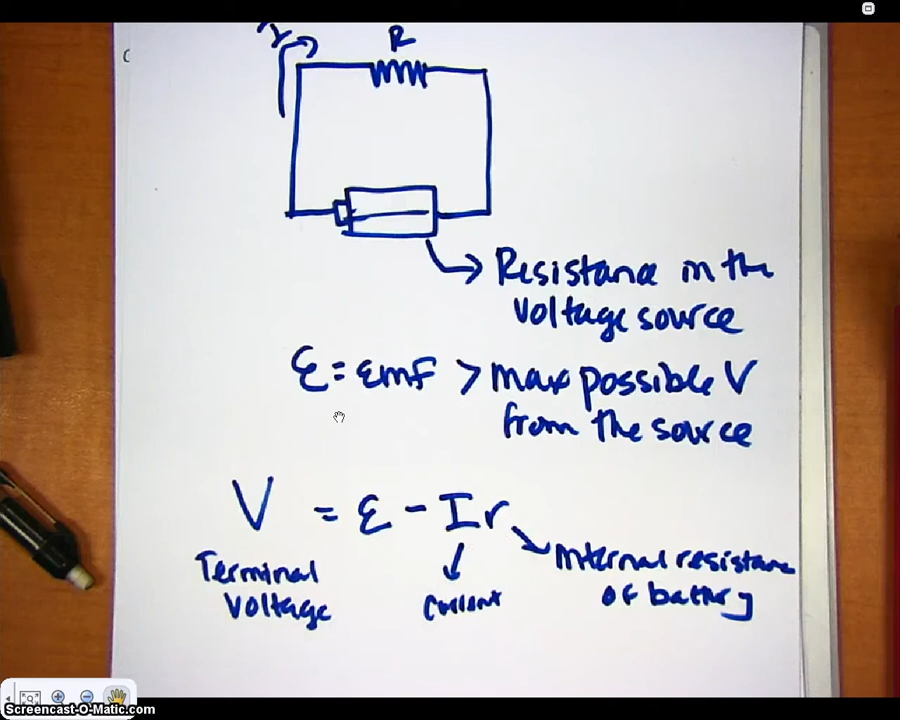 I
R
Resistance in the
voltage source
ε = emf > max possible V
from the source
V = ε - Ir
Terminal
voltage
current
internal resistance
of battery
Screencast-O-Matic.com